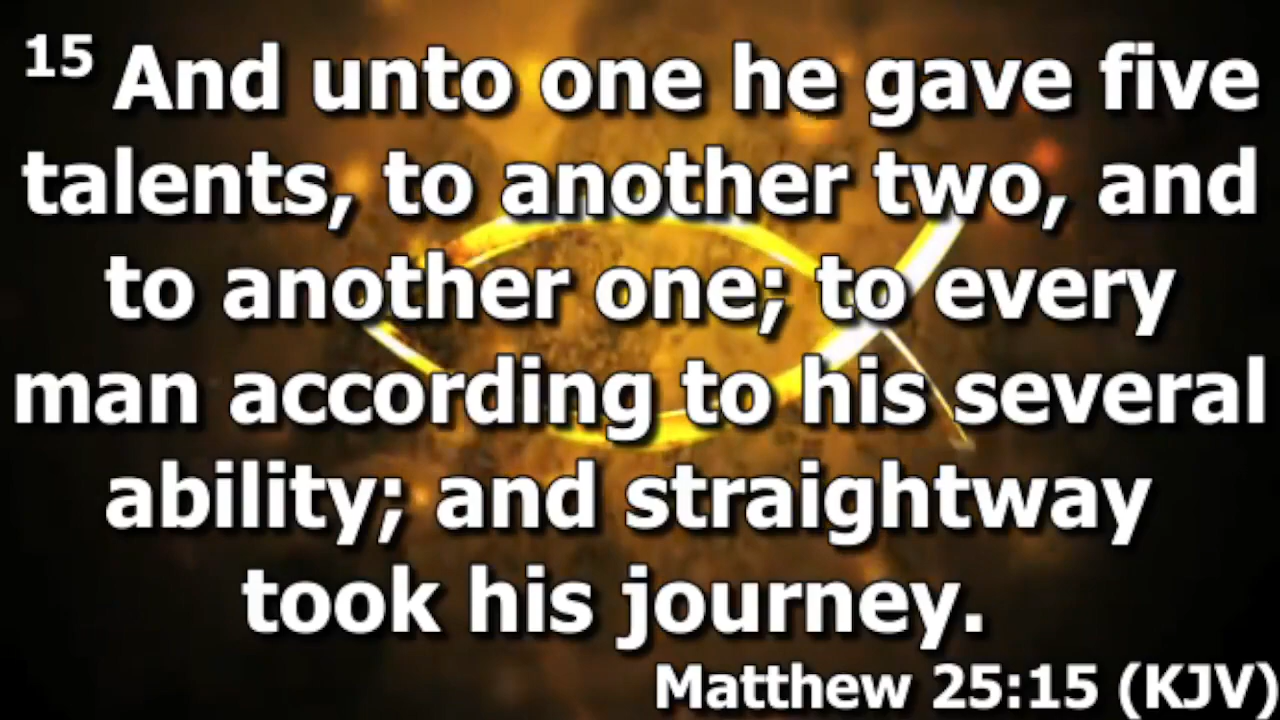 15 And unto one he gave five
talents, to another two, and
to another one; to every
man according to his several
ability; and straightway
took his journey.
Matthew 25:15 (KJV)